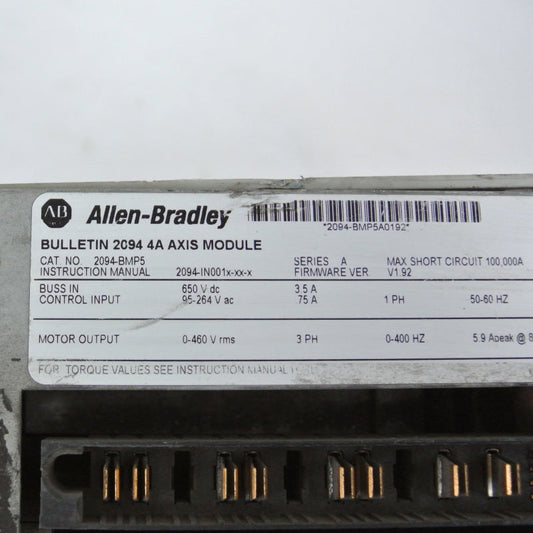 AB Allen-Bradley
*2094-BMP5A0192*
BULLETIN 2094 4A AXIS MODULE
CAT. NO. 2094-BMP5 SERIES A MAX SHORT CIRCUIT 100,000A
INSTRUCTION MANUAL 2094-IN001x-xx-x FIRMWARE VER. V1.92
BUSS IN 650 V dc 3.5 A
CONTROL INPUT 95-264 V ac .75 A 1 PH 50-60 HZ
MOTOR OUTPUT 0-460 V rms 3 PH 0-400 HZ 5.9 Apeak @
FOR TORQUE VALUES SEE INSTRUCTION MANUAL